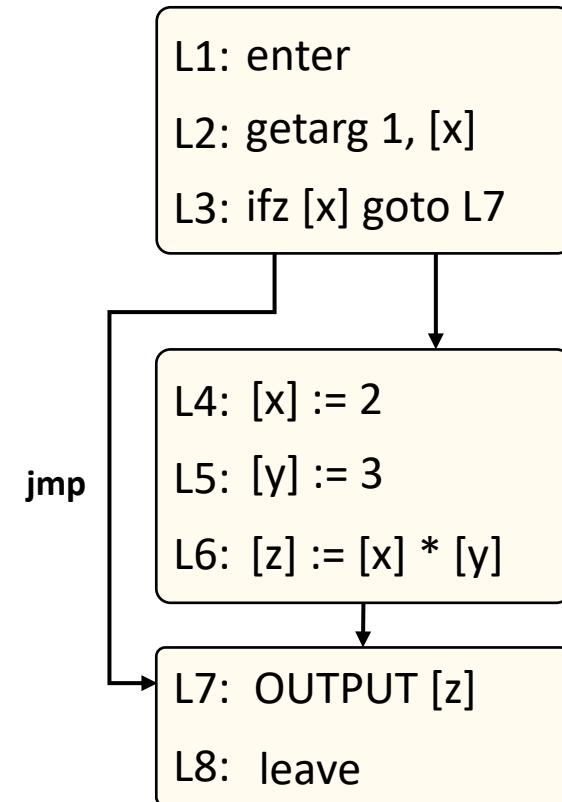 L1: enter
L2: getarg 1, [x]
L3: ifz [x] goto L7
L4: [x] := 2
jmp
L5: [y] := 3
L6: [z] := [x] * [y]
L7: OUTPUT [z]
L8: leave